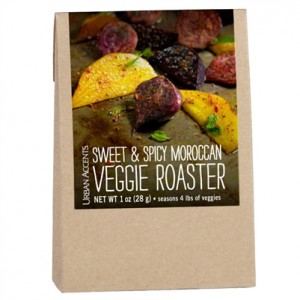 URBAN ACCENTS
SWEET & SPICY MOROCCAN
VEGGIE ROASTER
NET WT 1 oz (28 g) • seasons 4 lbs of veggies